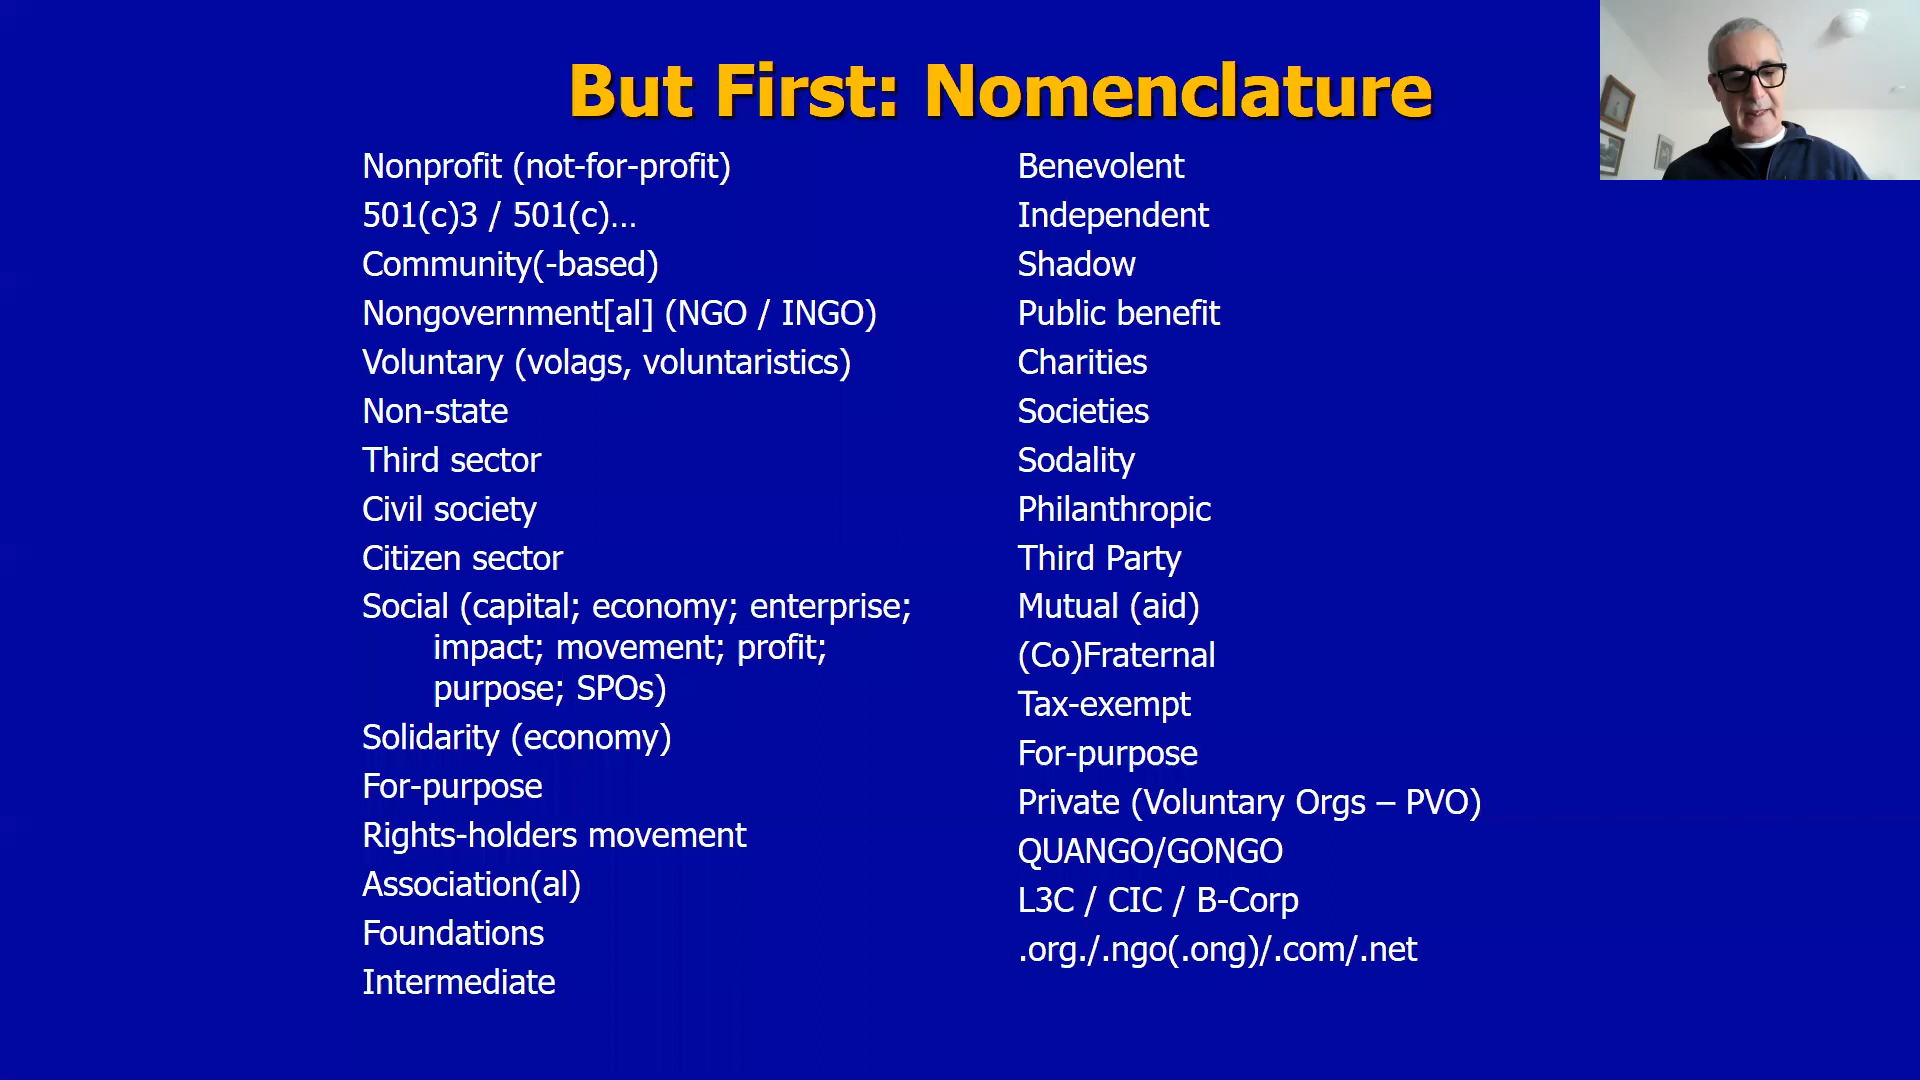 But First: Nomenclature
Nonprofit (not-for-profit)
501(c)3 / 501(c)...
Community(-based)
Nongovernment[al] (NGO / INGO)
Voluntary (volags, voluntaristics)
Non-state
Third sector
Civil society
Citizen sector
Social (capital; economy; enterprise;
impact; movement; profit;
purpose; SPOs)
Solidarity (economy)
For-purpose
Rights-holders movement
Association(al)
Foundations
Intermediate
Benevolent
Independent
Shadow
Public benefit
Charities
Societies
Sodality
Philanthropic
Third Party
Mutual (aid)
(Co)Fraternal
Tax-exempt
For-purpose
Private (Voluntary Orgs – PVO)
QUANGO/GONGO
L3C / CIC / B-Corp
.org./.ngo(.ong)/.com/.net